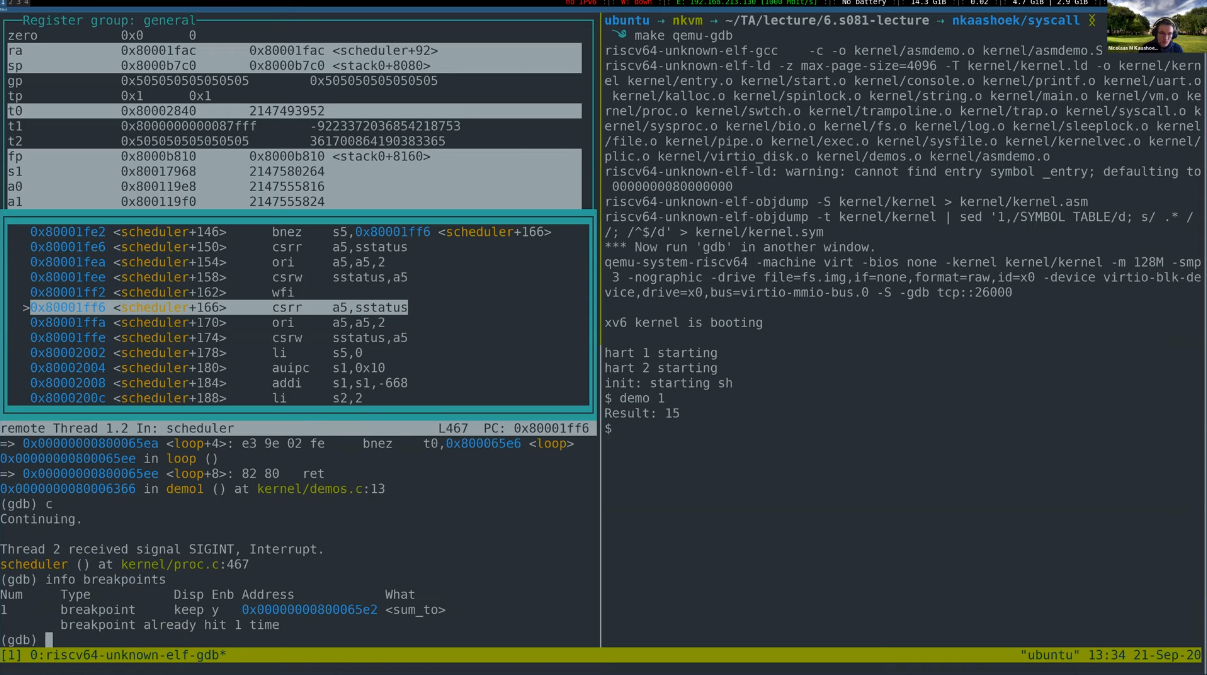 1 2 3 4
no IPv6 W: down E: 192.168.213.130 (1000 Mbit/s) No battery 14.3 GiB 0.02 4.7 GiB | 2.9 GiB
Register group: general
zero 0x0 0
ra 0x80001fac 0x80001fac <scheduler+92>
sp 0x8000b7c0 0x8000b7c0 <stack0+8080>
gp 0x505050505050505 0x505050505050505
tp 0x1 0x1
t0 0x80002840 2147493952
t1 0x8000000000087fff -9223372036854218753
t2 0x505050505050505 361700864190383365
fp 0x8000b810 0x8000b810 <stack0+8160>
s1 0x80017968 2147580264
a0 0x800119e8 2147555816
a1 0x800119f0 2147555824
0x80001fe2 <scheduler+146> bnez s5,0x80001ff6 <scheduler+166>
0x80001fe6 <scheduler+150> csrr a5,sstatus
0x80001fea <scheduler+154> ori a5,a5,2
0x80001fee <scheduler+158> csrw sstatus,a5
0x80001ff2 <scheduler+162> wfi
>0x80001ff6 <scheduler+166> csrr a5,sstatus
0x80001ffa <scheduler+170> ori a5,a5,2
0x80001ffe <scheduler+174> csrw sstatus,a5
0x80002002 <scheduler+178> li s5,0
0x80002004 <scheduler+180> auipc s1,0x10
0x80002008 <scheduler+184> addi s1,s1,-668
0x8000200c <scheduler+188> li s2,2
remote Thread 1.2 In: scheduler L467 PC: 0x80001ff6
=> 0x00000000800065ea <loop+4>: e3 9e 02 fe bnez t0,0x800065e6 <loop>
0x00000000800065ee in loop ()
=> 0x00000000800065ee <loop+8>: 82 80 ret
0x0000000080006366 in demo1 () at kernel/demos.c:13
(gdb) c
Continuing.
Thread 2 received signal SIGINT, Interrupt.
scheduler () at kernel/proc.c:467
(gdb) info breakpoints
Num Type Disp Enb Address What
1 breakpoint keep y 0x00000000800065e2 <sum_to>
breakpoint already hit 1 time
(gdb)
ubuntu → nkvm → ~/TA/lecture/6.s081-lecture → nkaashoek/syscall
make qemu-gdb
riscv64-unknown-elf-gcc -c -o kernel/asmdemo.o kernel/asmdemo.S
riscv64-unknown-elf-ld -z max-page-size=4096 -T kernel/kernel.ld -o kernel/kern
el kernel/entry.o kernel/start.o kernel/console.o kernel/printf.o kernel/uart.o
kernel/kalloc.o kernel/spinlock.o kernel/string.o kernel/main.o kernel/vm.o ke
rnel/proc.o kernel/swtch.o kernel/trampoline.o kernel/trap.o kernel/syscall.o k
ernel/sysproc.o kernel/bio.o kernel/fs.o kernel/log.o kernel/sleeplock.o kernel
/file.o kernel/pipe.o kernel/exec.o kernel/sysfile.o kernel/kernelvec.o kernel/
plic.o kernel/virtio_disk.o kernel/demos.o kernel/asmdemo.o
riscv64-unknown-elf-ld: warning: cannot find entry symbol _entry; defaulting to
0000000080000000
riscv64-unknown-elf-objdump -S kernel/kernel > kernel/kernel.asm
riscv64-unknown-elf-objdump -t kernel/kernel | sed '1,/SYMBOL TABLE/d; s/ .* /
/; /^$/d' > kernel/kernel.sym
*** Now run 'gdb' in another window.
qemu-system-riscv64 -machine virt -bios none -kernel kernel/kernel -m 128M -smp
3 -nographic -drive file=fs.img,if=none,format=raw,id=x0 -device virtio-blk-de
vice,drive=x0,bus=virtio-mmio-bus.0 -S -gdb tcp::26000
xv6 kernel is booting
hart 1 starting
hart 2 starting
init: starting sh
$ demo 1
Result: 15
$
Nicolaas M Kaashoe...
[1] 0:riscv64-unknown-elf-gdb* "ubuntu" 13:34 21-Sep-20